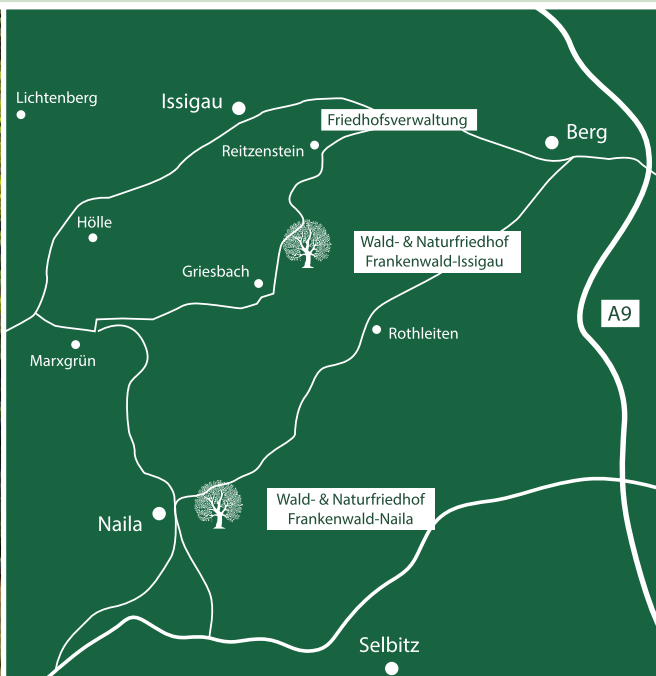 Lichtenberg
Issigau
Friedhofsverwaltung
Berg
Reitzenstein
Hölle
Wald- & Naturfriedhof
Frankenwald-Issigau
Griesbach
A9
Rothleiten
Marxgrün
Wald- & Naturfriedhof
Frankenwald-Naila
Naila
Selbitz